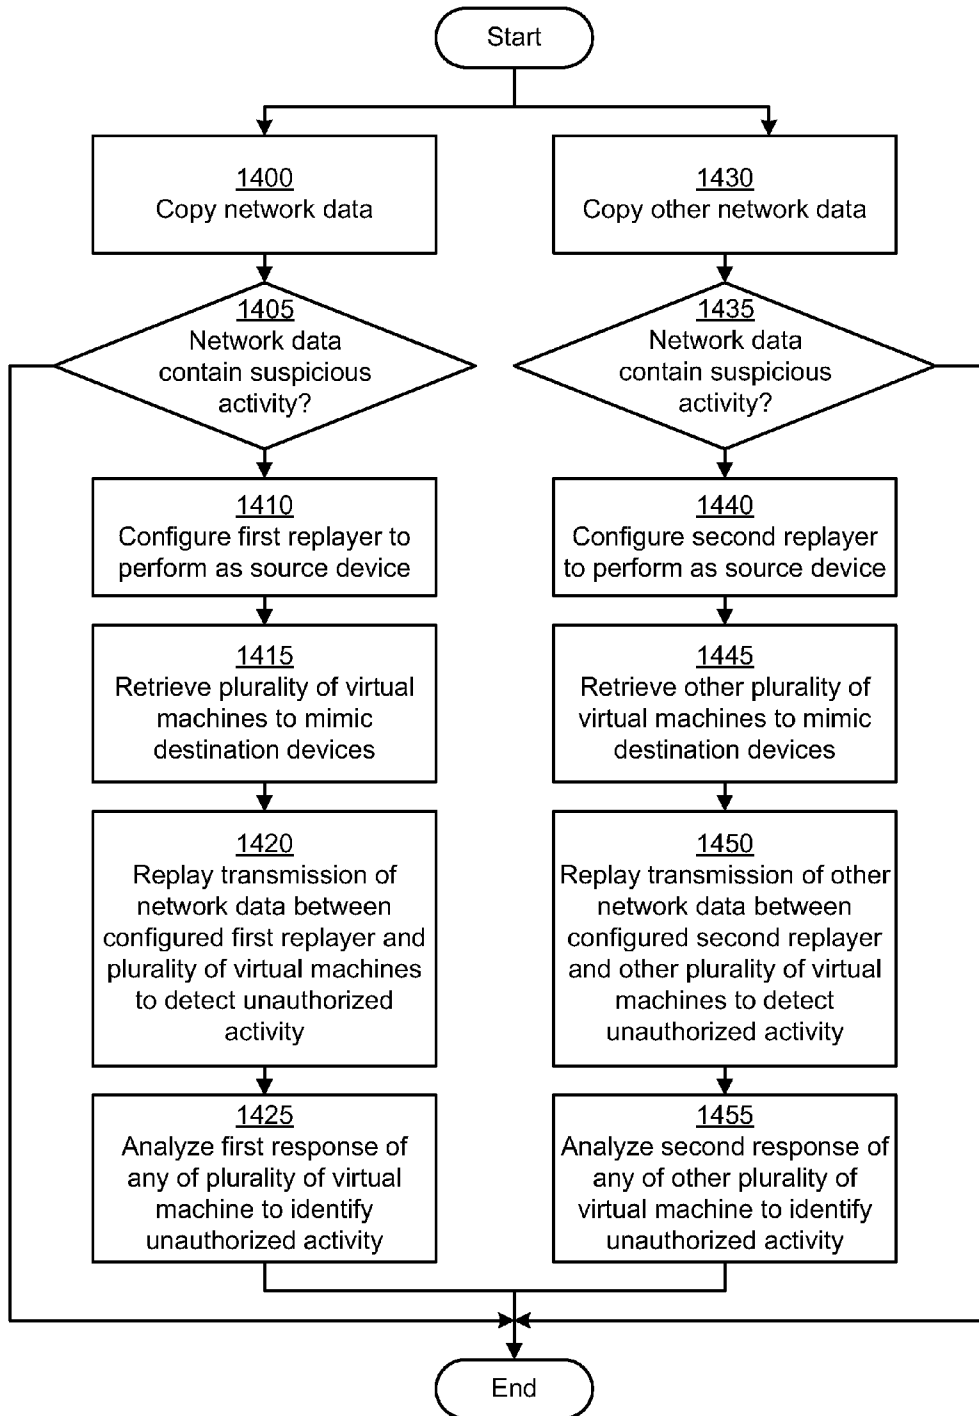 Start
1400
Copy network data
1405
Network data
contain suspicious
activity?
1410
Configure first replayer to
perform as source device
1415
Retrieve plurality of virtual
machines to mimic
destination devices
1420
Replay transmission of
network data between
configured first replayer and
plurality of virtual machines
to detect unauthorized
activity
1425
Analyze first response of
any of plurality of virtual
machine to identify
unauthorized activity
1430
Copy other network data
1435
Network data
contain suspicious
activity?
1440
Configure second replayer
to perform as source device
1445
Retrieve other plurality of
virtual machines to mimic
destination devices
1450
Replay transmission of other
network data between
configured second replayer
and other plurality of virtual
machines to detect
unauthorized activity
1455
Analyze second response of
any of other plurality of
virtual machine to identify
unauthorized activity
End